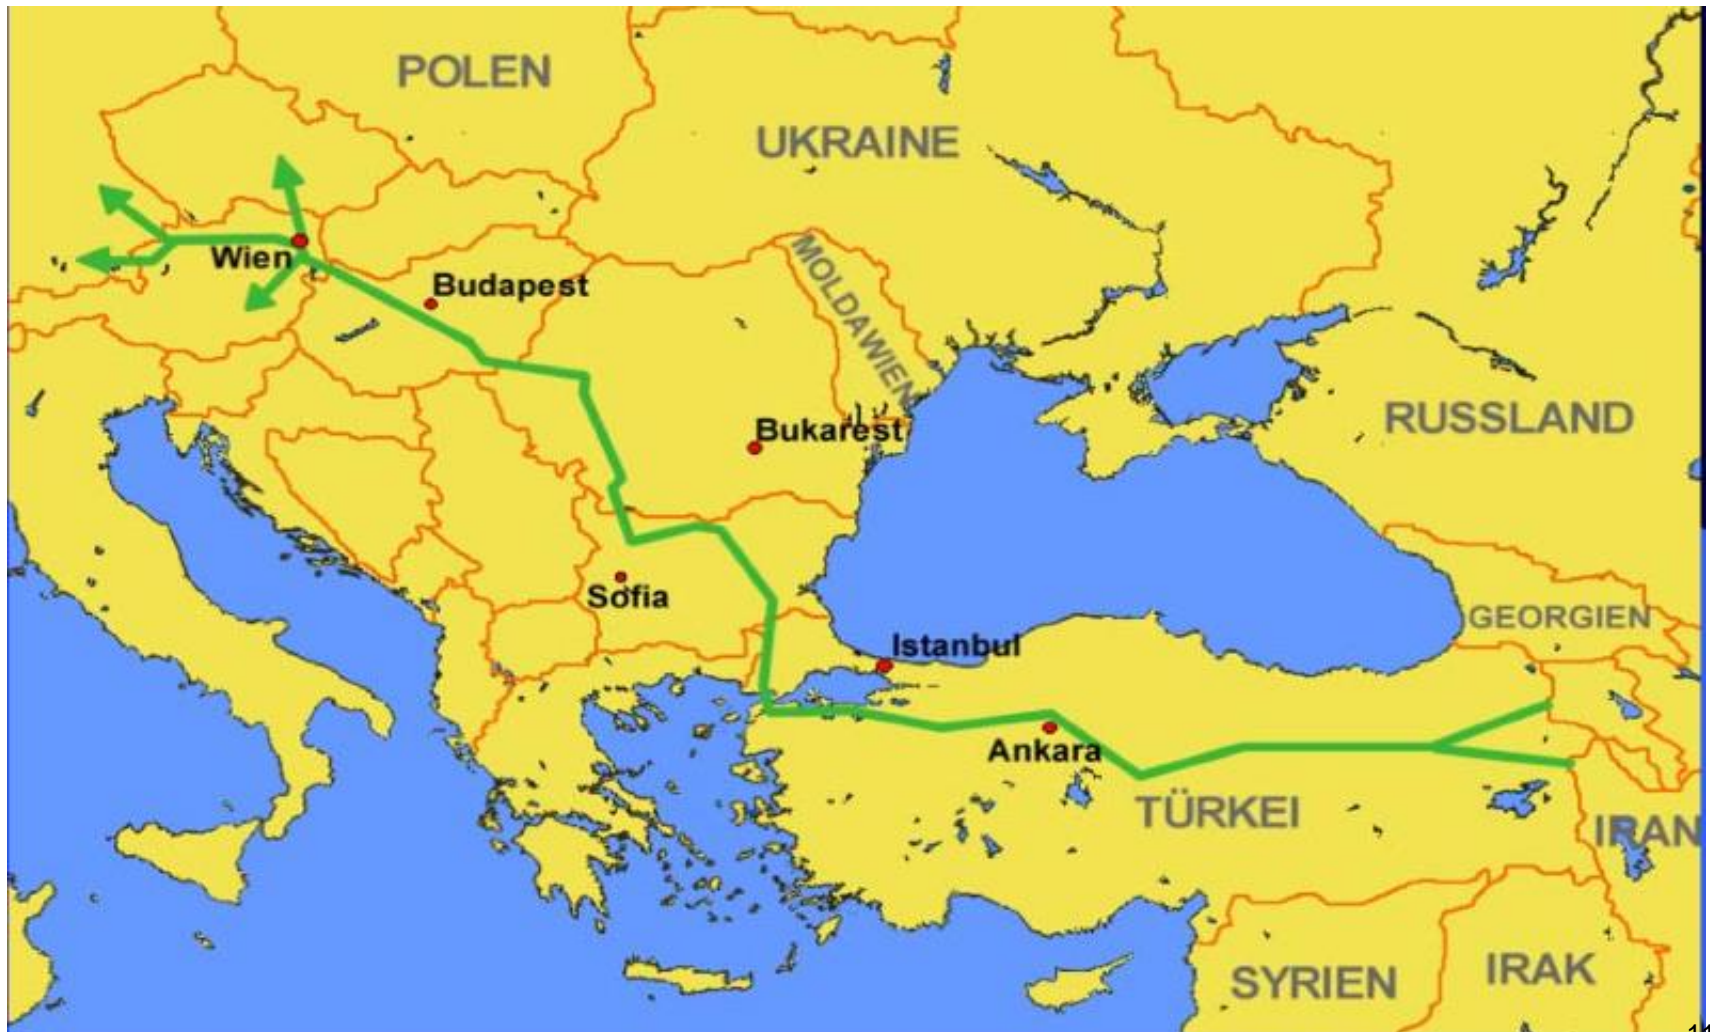 POLEN
UKRAINE
Wien
MOLDAWIEN
Budapest
RUSSLAND
Bukarest
Sofia
GEORGIEN
Istanbul
Ankara
TÜRKEI
IRAN
SYRIEN
IRAK